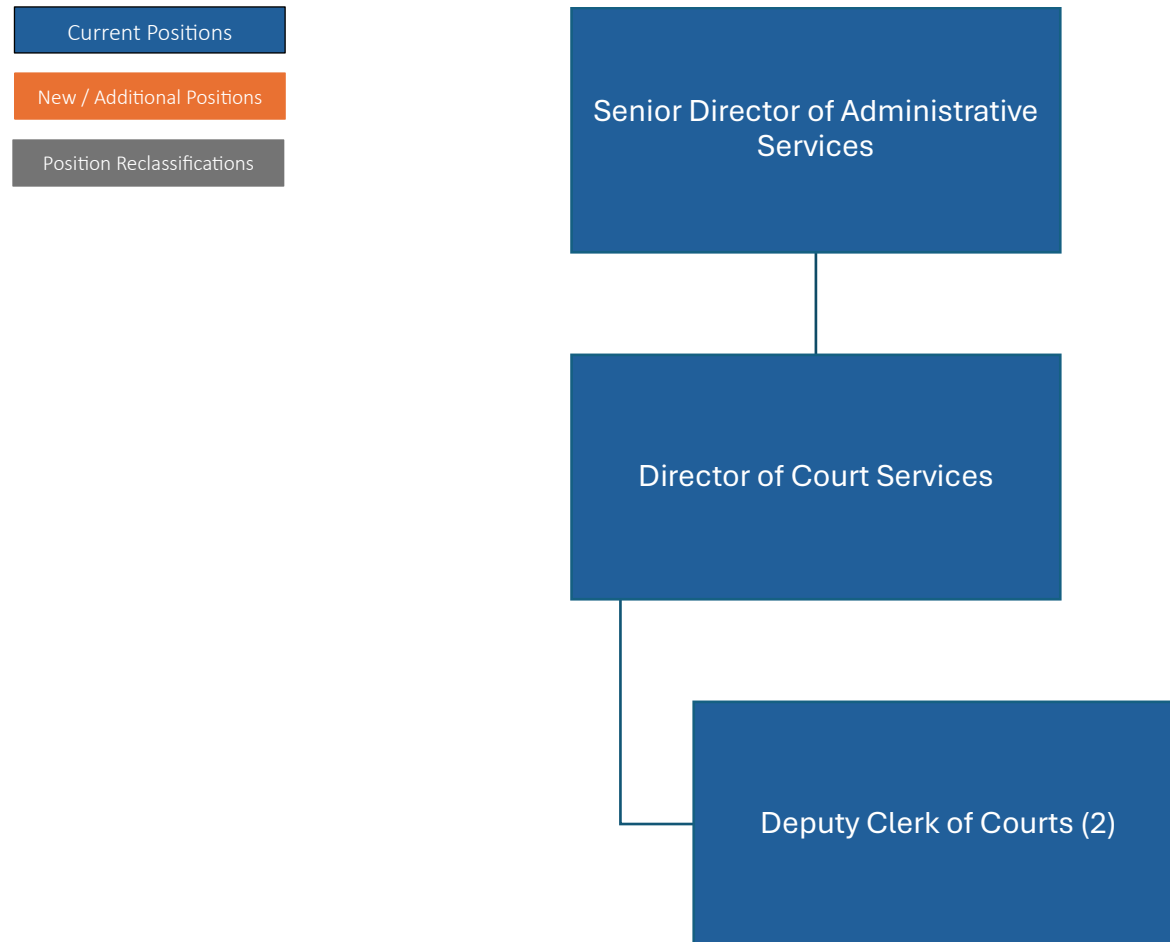 Current Positions
New / Additional Positions
Position Reclassifications
Senior Director of Administrative
Services
Director of Court Services
Deputy Clerk of Courts (2)